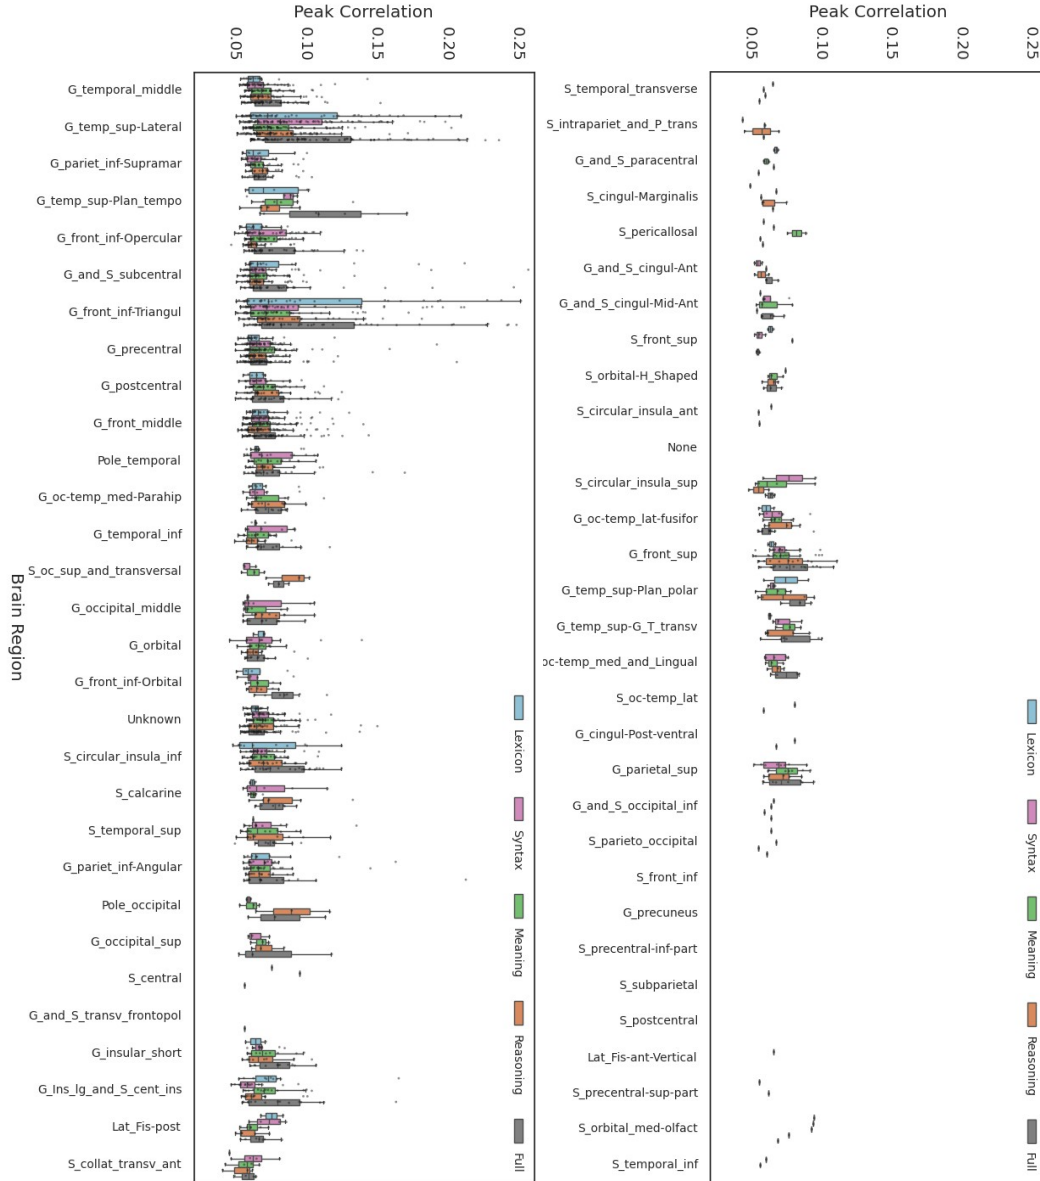 Peak Correlation
0.05
0.10
0.15
0.20
0.25
G_temporal_middle
G_temp_sup-Lateral
G_pariet_inf-Supramar
G_temp_sup-Plan_tempo
G_front_inf-Opercular
G_and_S_subcentral
G_front_inf-Triangul
G_precentral
G_postcentral
G_front_middle
Pole_temporal
G_oc-temp_med-Parahip
G_temporal_inf
S_oc_sup_and_transversal
G_occipital_middle
G_orbital
G_front_inf-Orbital
Unknown
S_circular_insula_inf
S_calcarine
S_temporal_sup
G_pariet_inf-Angular
Pole_occipital
G_occipital_sup
S_central
G_and_S_transv_frontopol
G_insular_short
G_Ins_lg_and_S_cent_ins
Lat_Fis-post
S_collat_transv_ant
Brain Region
Lexicon
Syntax
Meaning
Reasoning
Full
Peak Correlation
0.05
0.10
0.15
0.20
0.25
S_temporal_transverse
S_intrapariet_and_P_trans
G_and_S_paracentral
S_cingul-Marginalis
S_pericallosal
G_and_S_cingul-Ant
G_and_S_cingul-Mid-Ant
S_front_sup
S_orbital-H_Shaped
S_circular_insula_ant
None
S_circular_insula_sup
G_oc-temp_lat-fusifor
G_front_sup
G_temp_sup-Plan_polar
G_temp_sup-G_T_transv
oc-temp_med_and_Lingual
S_oc-temp_lat
G_cingul-Post-ventral
G_parietal_sup
G_and_S_occipital_inf
S_parieto_occipital
S_front_inf
G_precuneus
S_precentral-inf-part
S_subparietal
S_postcentral
Lat_Fis-ant-Vertical
S_precentral-sup-part
S_orbital_med-olfact
S_temporal_inf
Lexicon
Syntax
Meaning
Reasoning
Full